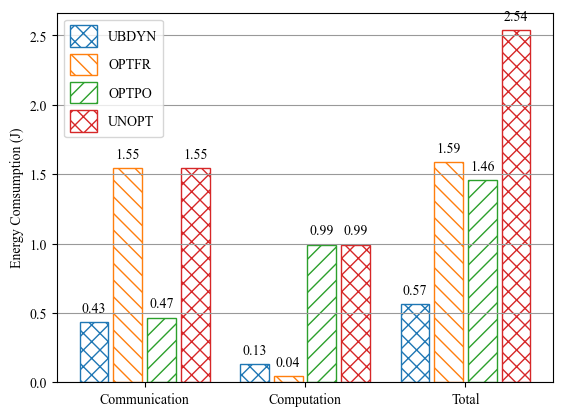 2.54
2.5
UBDYN
OPTFR
2.0
OPTPO
UNOPT
1.55
1.55
1.59
1.46
1.5
Energy Comsumption (J)
0.99
0.99
1.0
0.43
0.47
0.57
0.5
0.13
0.04
0.0
Communication
Computation
Total